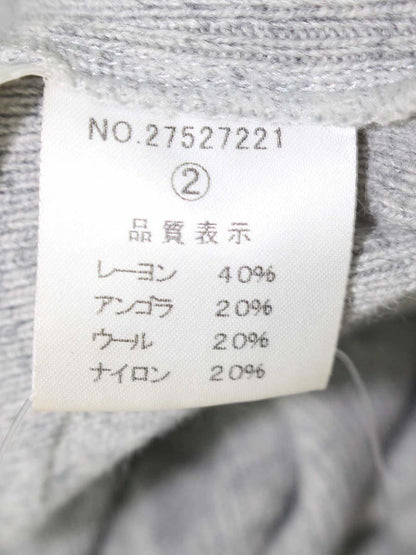 NO.27527221
②
品質表示
レーヨン 40%
アンゴラ 20%
ウール 20%
ナイロン 20%